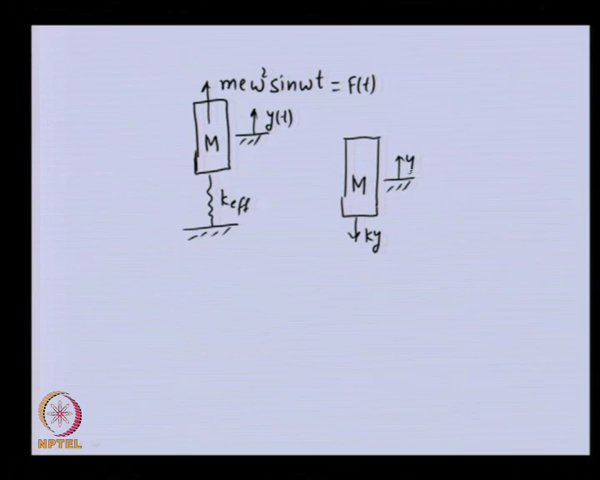 meω²sinωt = F(t)
y(t)
M
keff
y
M
ky
NPTEL